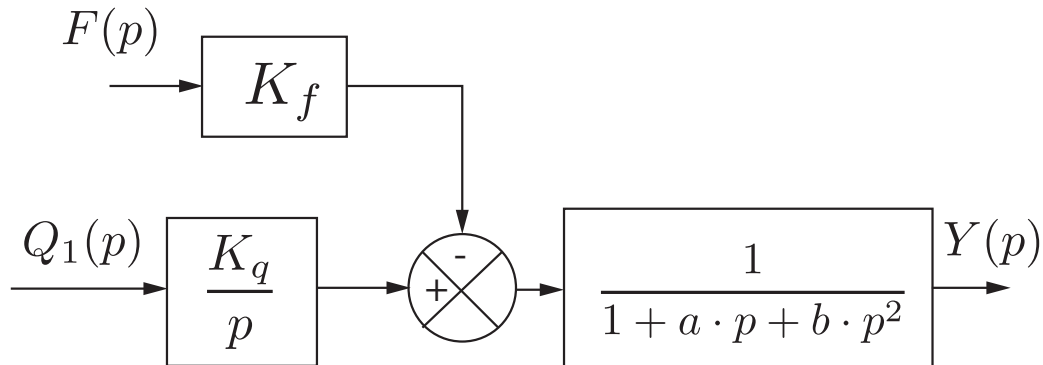 F(p)
K_f
Q_1(p)
K_q
p
-
+
1
1 + a · p + b · p^2
Y(p)